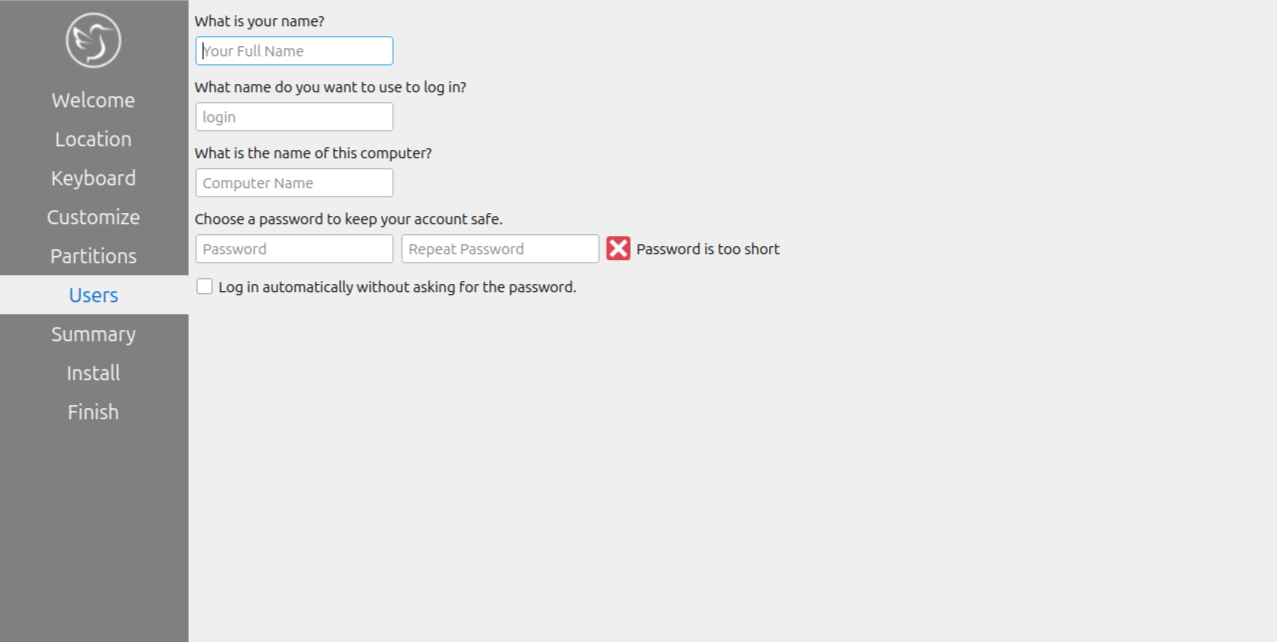 What is your name?
Your Full Name
What name do you want to use to log in?
login
What is the name of this computer?
Computer Name
Choose a password to keep your account safe.
Password Repeat Password Password is too short
Log in automatically without asking for the password.
Welcome
Location
Keyboard
Customize
Partitions
Users
Summary
Install
Finish